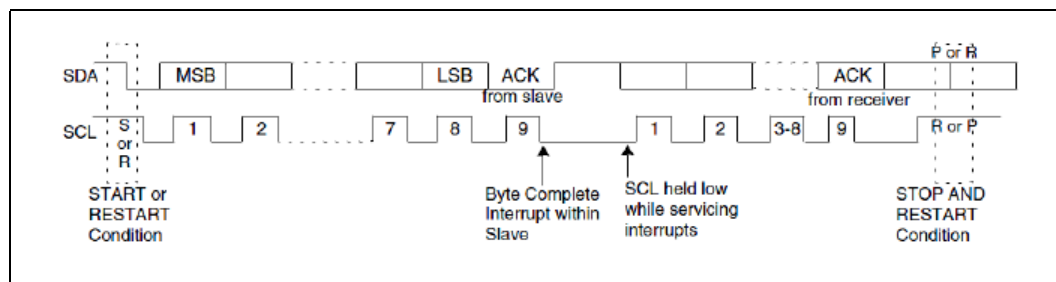 P or R
SDA MSB LSB ACK ACK
from slave from receiver
SCL S or R 1 2 7 8 9 1 2 3-8 9 R or P
START or
RESTART
Condition
Byte Complete
Interrupt within
Slave
SCL held low
while servicing
interrupts
STOP AND
RESTART
Condition